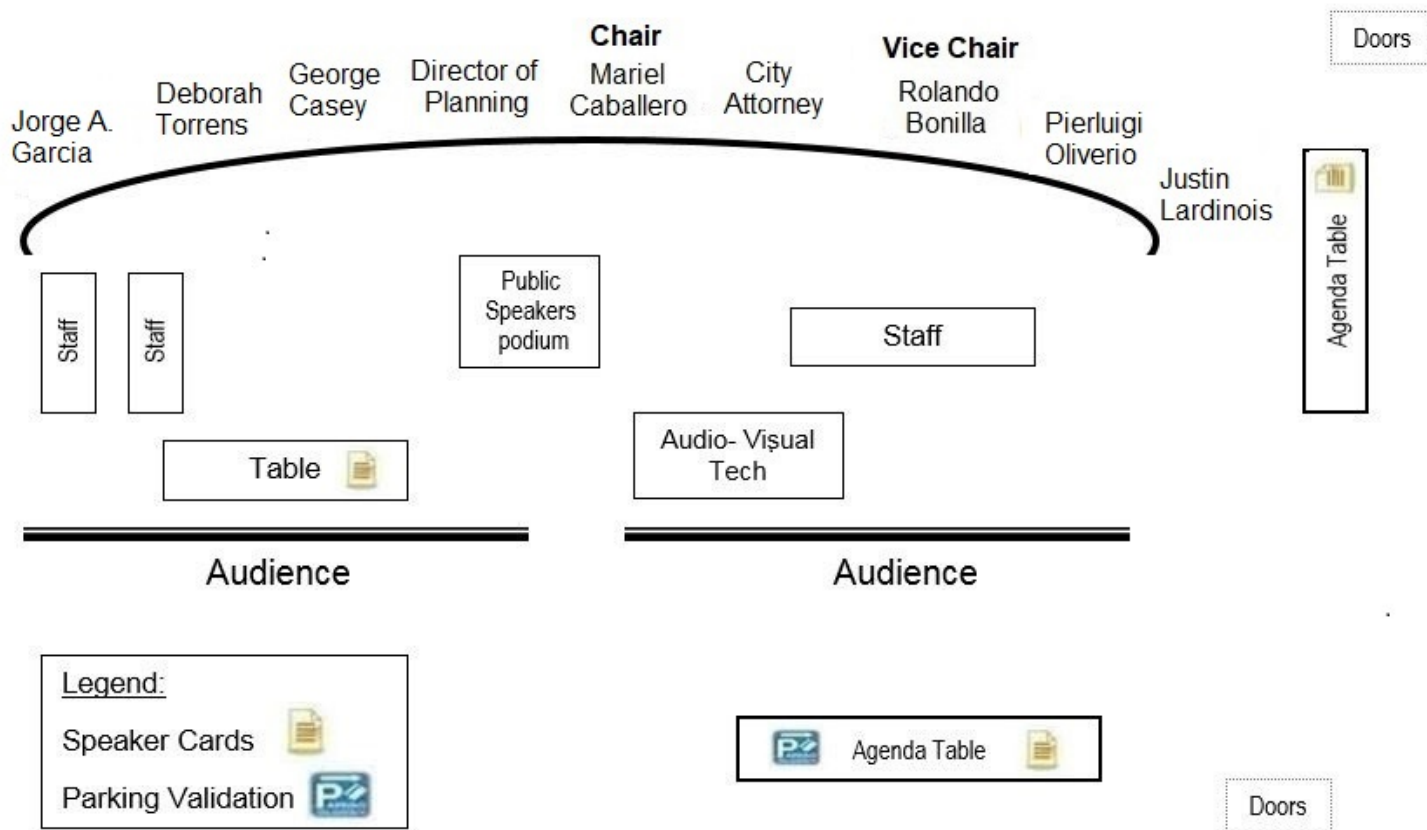 Doors
Chair
Mariel
Caballero
Vice Chair
Rolando
Bonilla
Jorge A.
Garcia
Deborah
Torrens
George
Casey
Director of
Planning
City
Attorney
Pierluigi
Oliverio
Justin
Lardinois
Agenda Table
Staff
Staff
Public
Speakers
podium
Staff
Table
Audio- Viṣual
Tech
Audience
Audience
Legend:
Speaker Cards
Parking Validation
Agenda Table
Doors